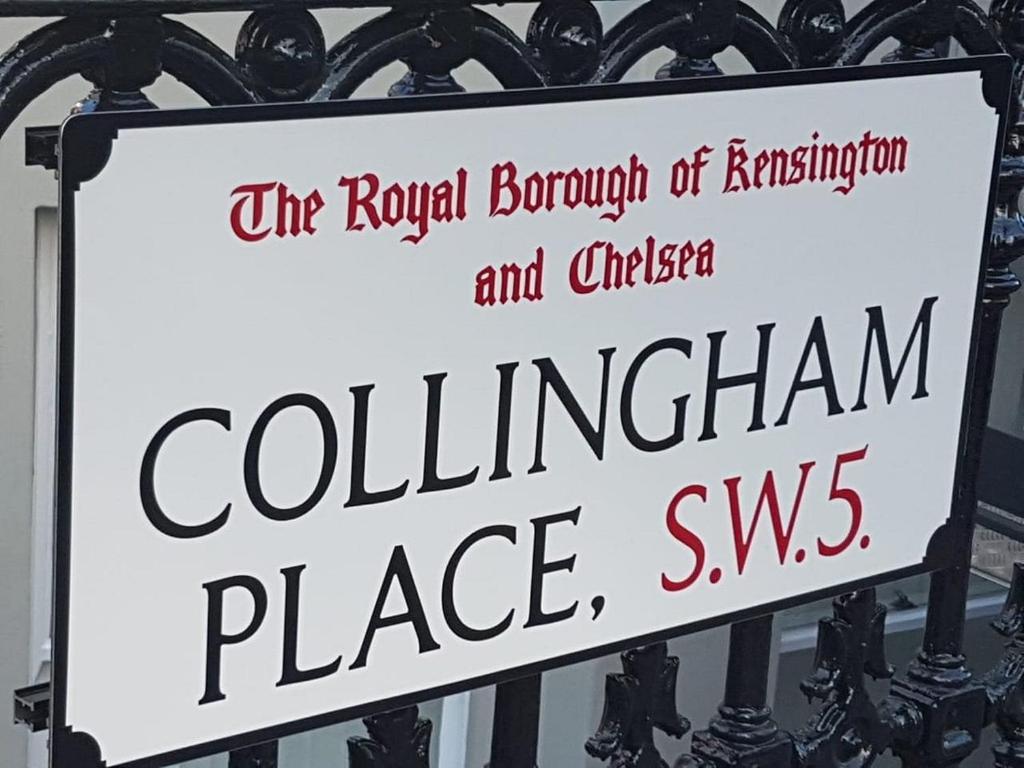 The Royal Borough of Kensington
and Chelsea
COLLINGHAM
PLACE, S.W.5.